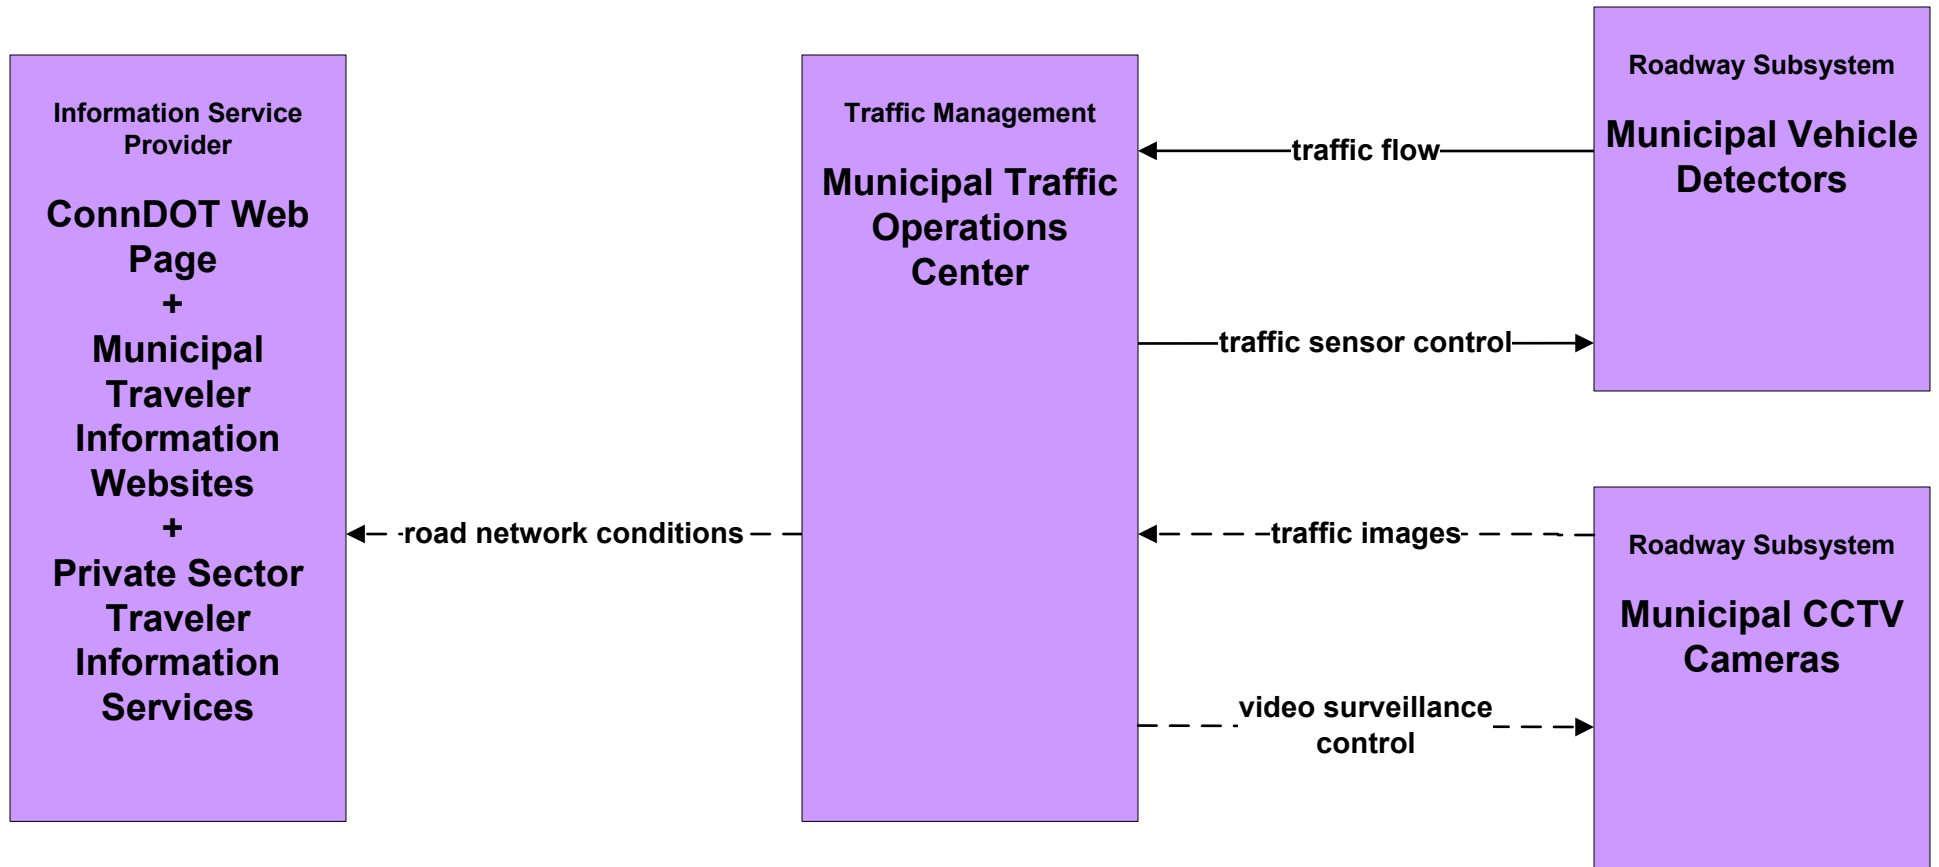 Information Service
Provider
ConnDOT Web
Page
+
Municipal
Traveler
Information
Websites
+
Private Sector
Traveler
Information
Services
road network conditions
Traffic Management
Municipal Traffic
Operations
Center
traffic flow
traffic sensor control
traffic images
video surveillance
control
Roadway Subsystem
Municipal Vehicle
Detectors
Roadway Subsystem
Municipal CCTV
Cameras